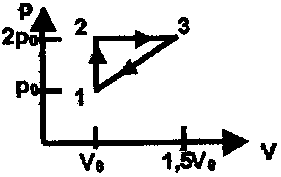 p
2p₀ 2 3
p₀ 1
V₀ 1,5V₀ V